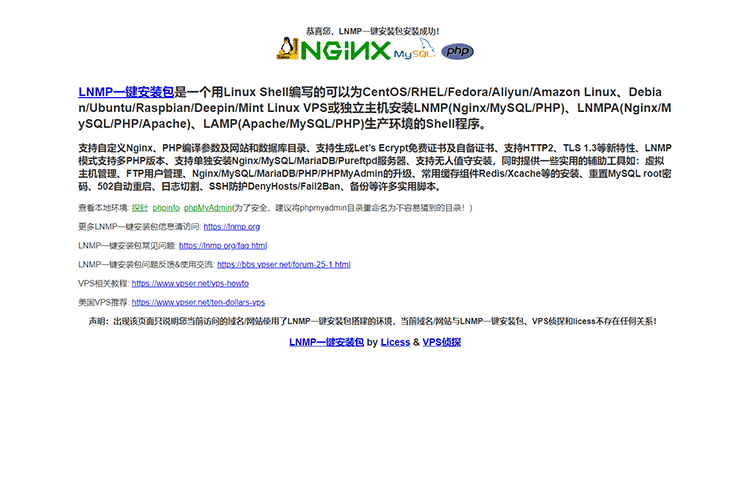 恭喜您，LNMP一键安装包安装成功！
NGINX MySQL php
LNMP一键安装包是一个用Linux Shell编写的可以为CentOS/RHEL/Fedora/Aliyun/Amazon Linux、Debia
n/Ubuntu/Raspbian/Deepin/Mint Linux VPS或独立主机安装LNMP(Nginx/MySQL/PHP)、LNMPA(Nginx/M
ySQL/PHP/Apache)、LAMP(Apache/MySQL/PHP)生产环境的Shell程序。
支持自定义Nginx、PHP编译参数及网站和数据库目录、支持生成Let's Ecrypt免费证书及自备证书、支持HTTP2、TLS 1.3等新特性、LNMP
模式支持多PHP版本、支持单独安装Nginx/MySQL/MariaDB/Pureftpd服务器、支持无人值守安装，同时提供一些实用的辅助工具如：虚拟
主机管理、FTP用户管理、Nginx/MySQL/MariaDB/PHP/PHPMyAdmin的升级、常用缓存组件Redis/Xcache等的安装、重置MySQL root密
码、502自动重启、日志切割、SSH防护DenyHosts/Fail2Ban、备份等许多实用脚本。
查看本地环境: 探针 phpinfo phpMyAdmin(为了安全，建议将phpmyadmin目录重命名为不容易猜到的目录！)
更多LNMP一键安装包信息请访问: https://lnmp.org
LNMP一键安装包常见问题: https://lnmp.org/faq.html
LNMP一键安装包问题反馈&使用交流: https://bbs.vpser.net/forum-25-1.html
VPS相关教程: https://www.vpser.net/vps-howto
美国VPS推荐: https://www.vpser.net/ten-dollars-vps
声明：出现该页面只说明您当前访问的域名/网站使用了LNMP一键安装包搭建的环境，当前域名/网站与LNMP一键安装包、VPS侦探和licess不存在任何关系！
LNMP一键安装包 by Licess & VPS侦探